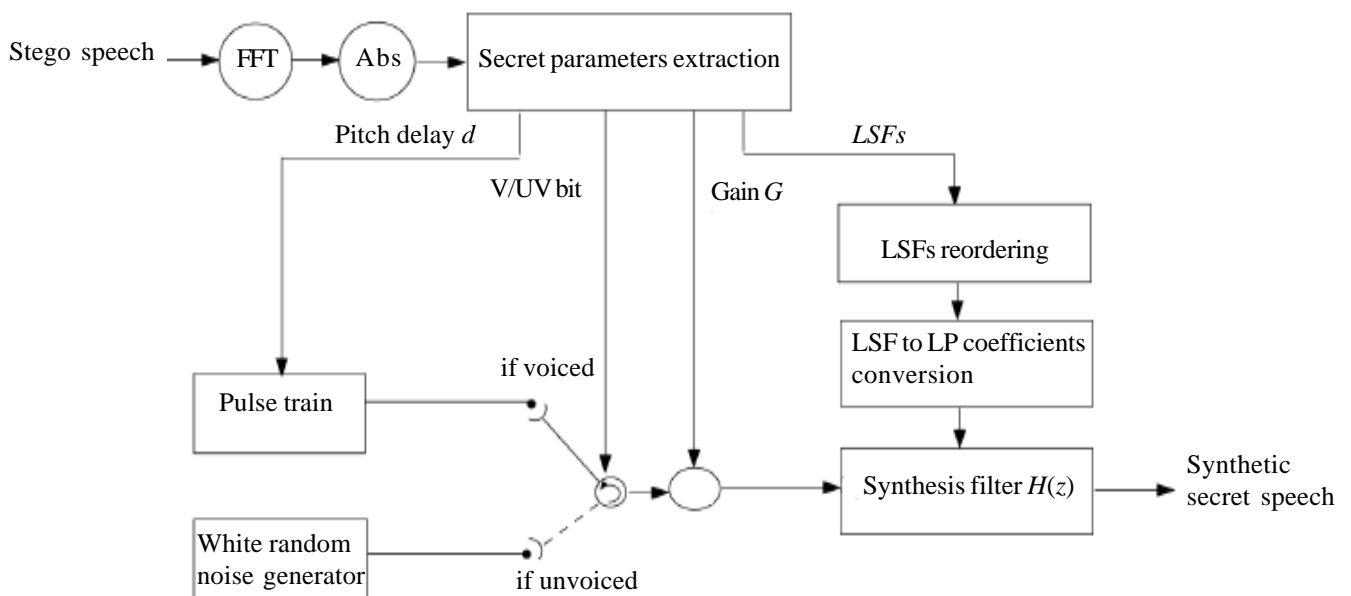 Stego speech
FFT
Abs
Secret parameters extraction
Pitch delay d
V/UV bit
Gain G
LSFs
LSFs reordering
LSF to LP coefficients
conversion
if voiced
Pulse train
Synthesis filter H(z)
Synthetic
secret speech
White random
noise generator
if unvoiced